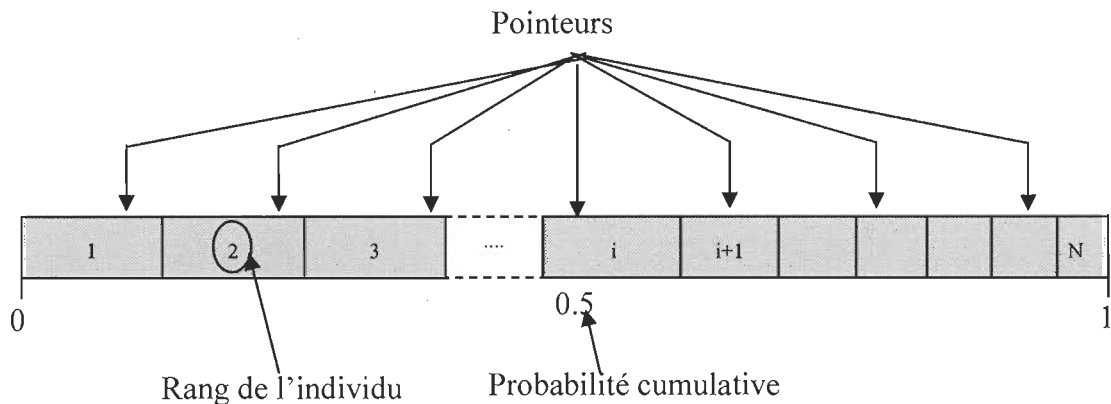 Pointeurs
1 2 3 .... i i+1 N
0 0.5 1
Rang de l'individu Probabilité cumulative